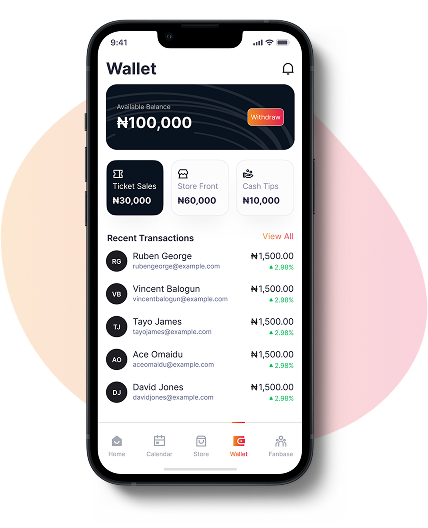 9:41
Wallet
Available Balance
₦100,000
Withdraw
Ticket Sales
₦30,000
Store Front
₦60,000
Cash Tips
₦10,000
Recent Transactions
View All
RG
Ruben George
rubengeorge@example.com
₦1,500.00
▲2.98%
VB
Vincent Balogun
vincentbalogun@example.com
₦1,500.00
▲2.98%
TJ
Tayo James
tayojames@example.com
₦1,500.00
▲2.98%
AO
Ace Omaidu
aceomaidu@example.com
₦1,500.00
▲2.98%
DJ
David Jones
davidjones@example.com
₦1,500.00
▲2.98%
Home
Calendar
Store
Wallet
Fanbase